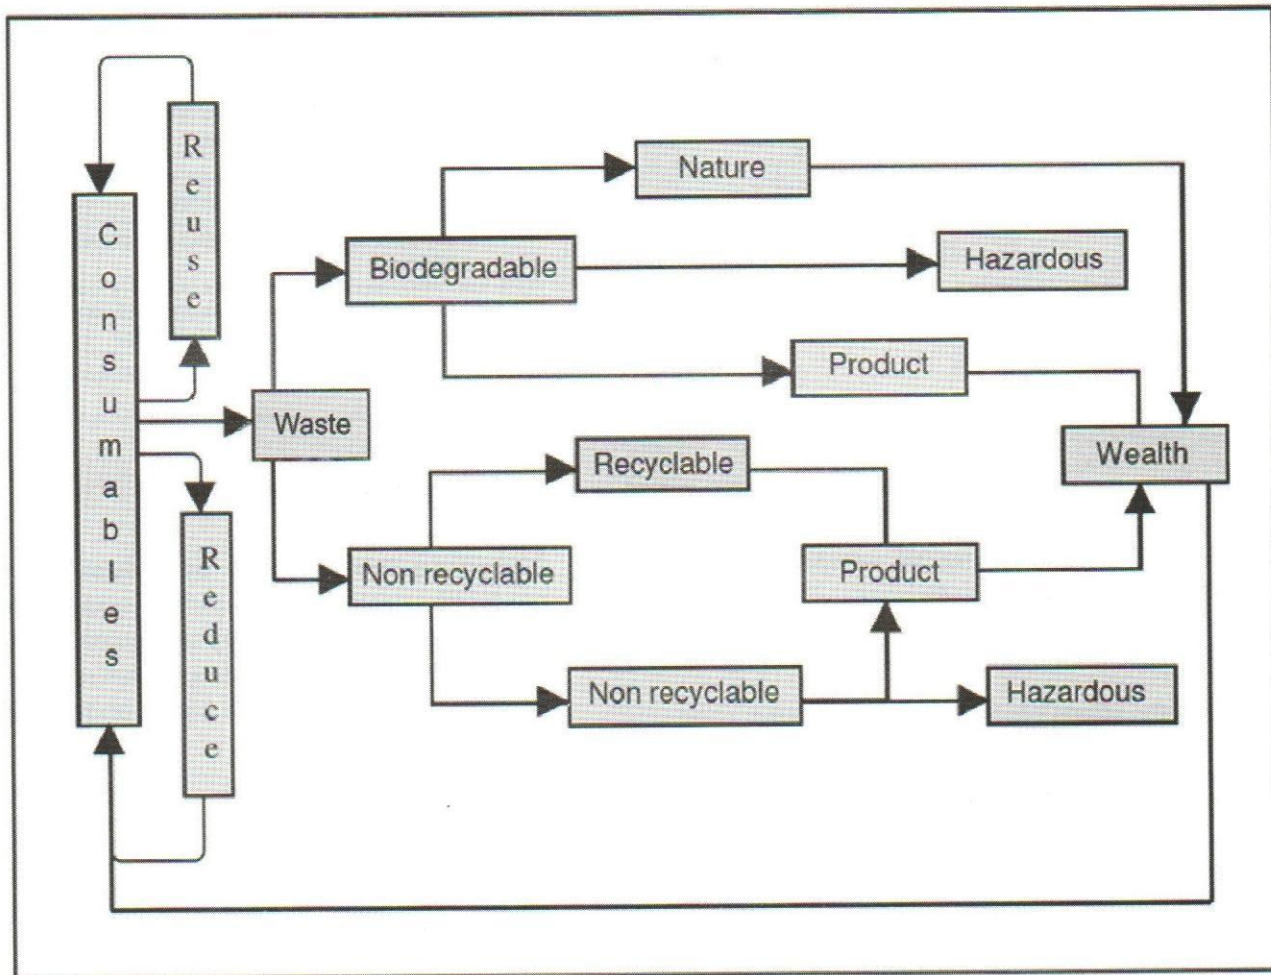 Reuse
Consumables
Nature
Biodegradable
Hazardous
Product
Waste
Wealth
Recyclable
Non recyclable
Product
Reduce
Non recyclable
Hazardous